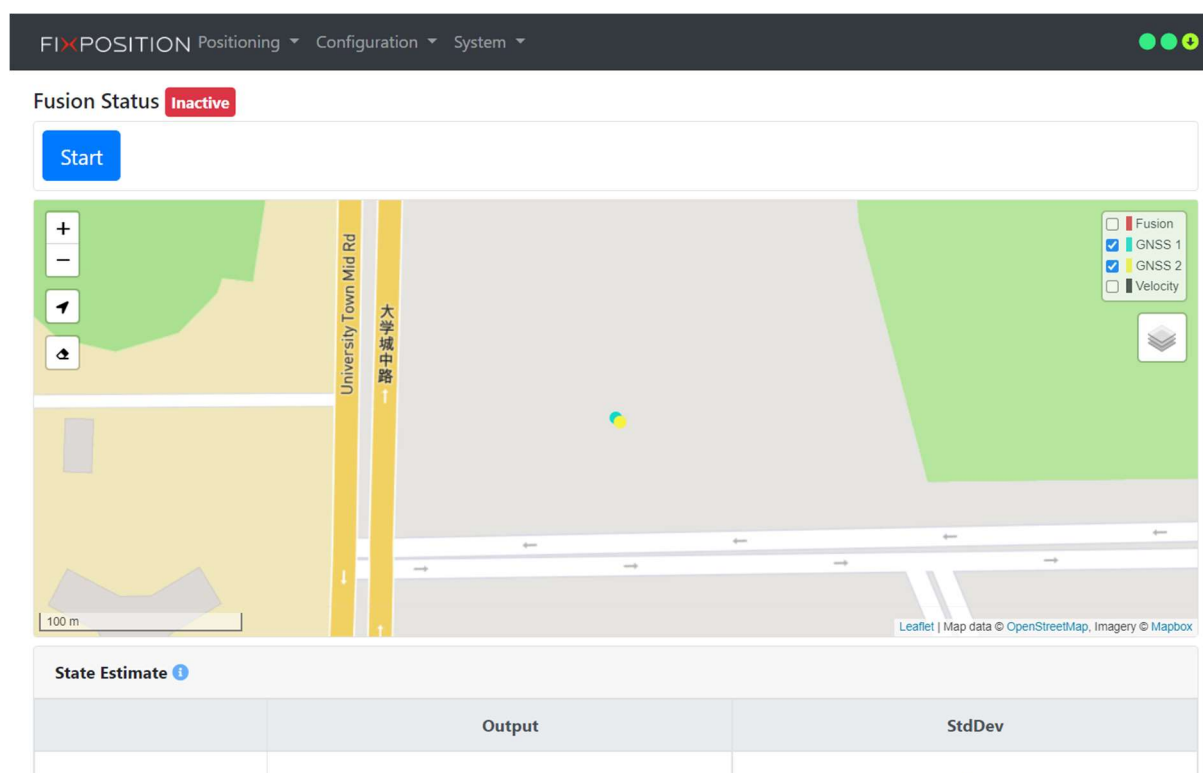 FIXPOSITION Positioning Configuration System
Fusion Status Inactive
Start
+
−
University Town Mid Rd
大学城中路
Fusion
GNSS 1
GNSS 2
Velocity
100 m
Leaflet | Map data © OpenStreetMap, Imagery © Mapbox
State Estimate
Output StdDev